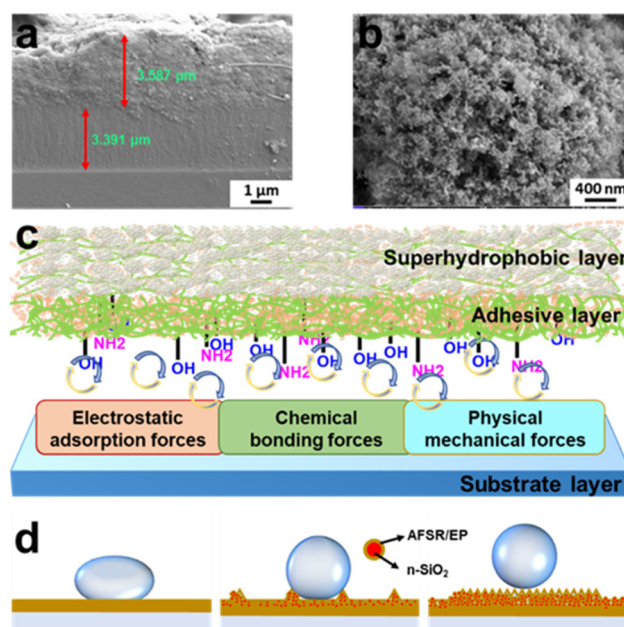 a
3.587 μm
3.391 μm
1 μm
b
400 nm
c
Superhydrophobic layer
Adhesive layer
OH
NH2
OH
OH
NH2
OH
NH2
OH
OH
OH
NH2
OH
OH
NH2
OH
Electrostatic
adsorption forces
Chemical
bonding forces
Physical
mechanical forces
Substrate layer
d
AFSR/EP
n-SiO₂